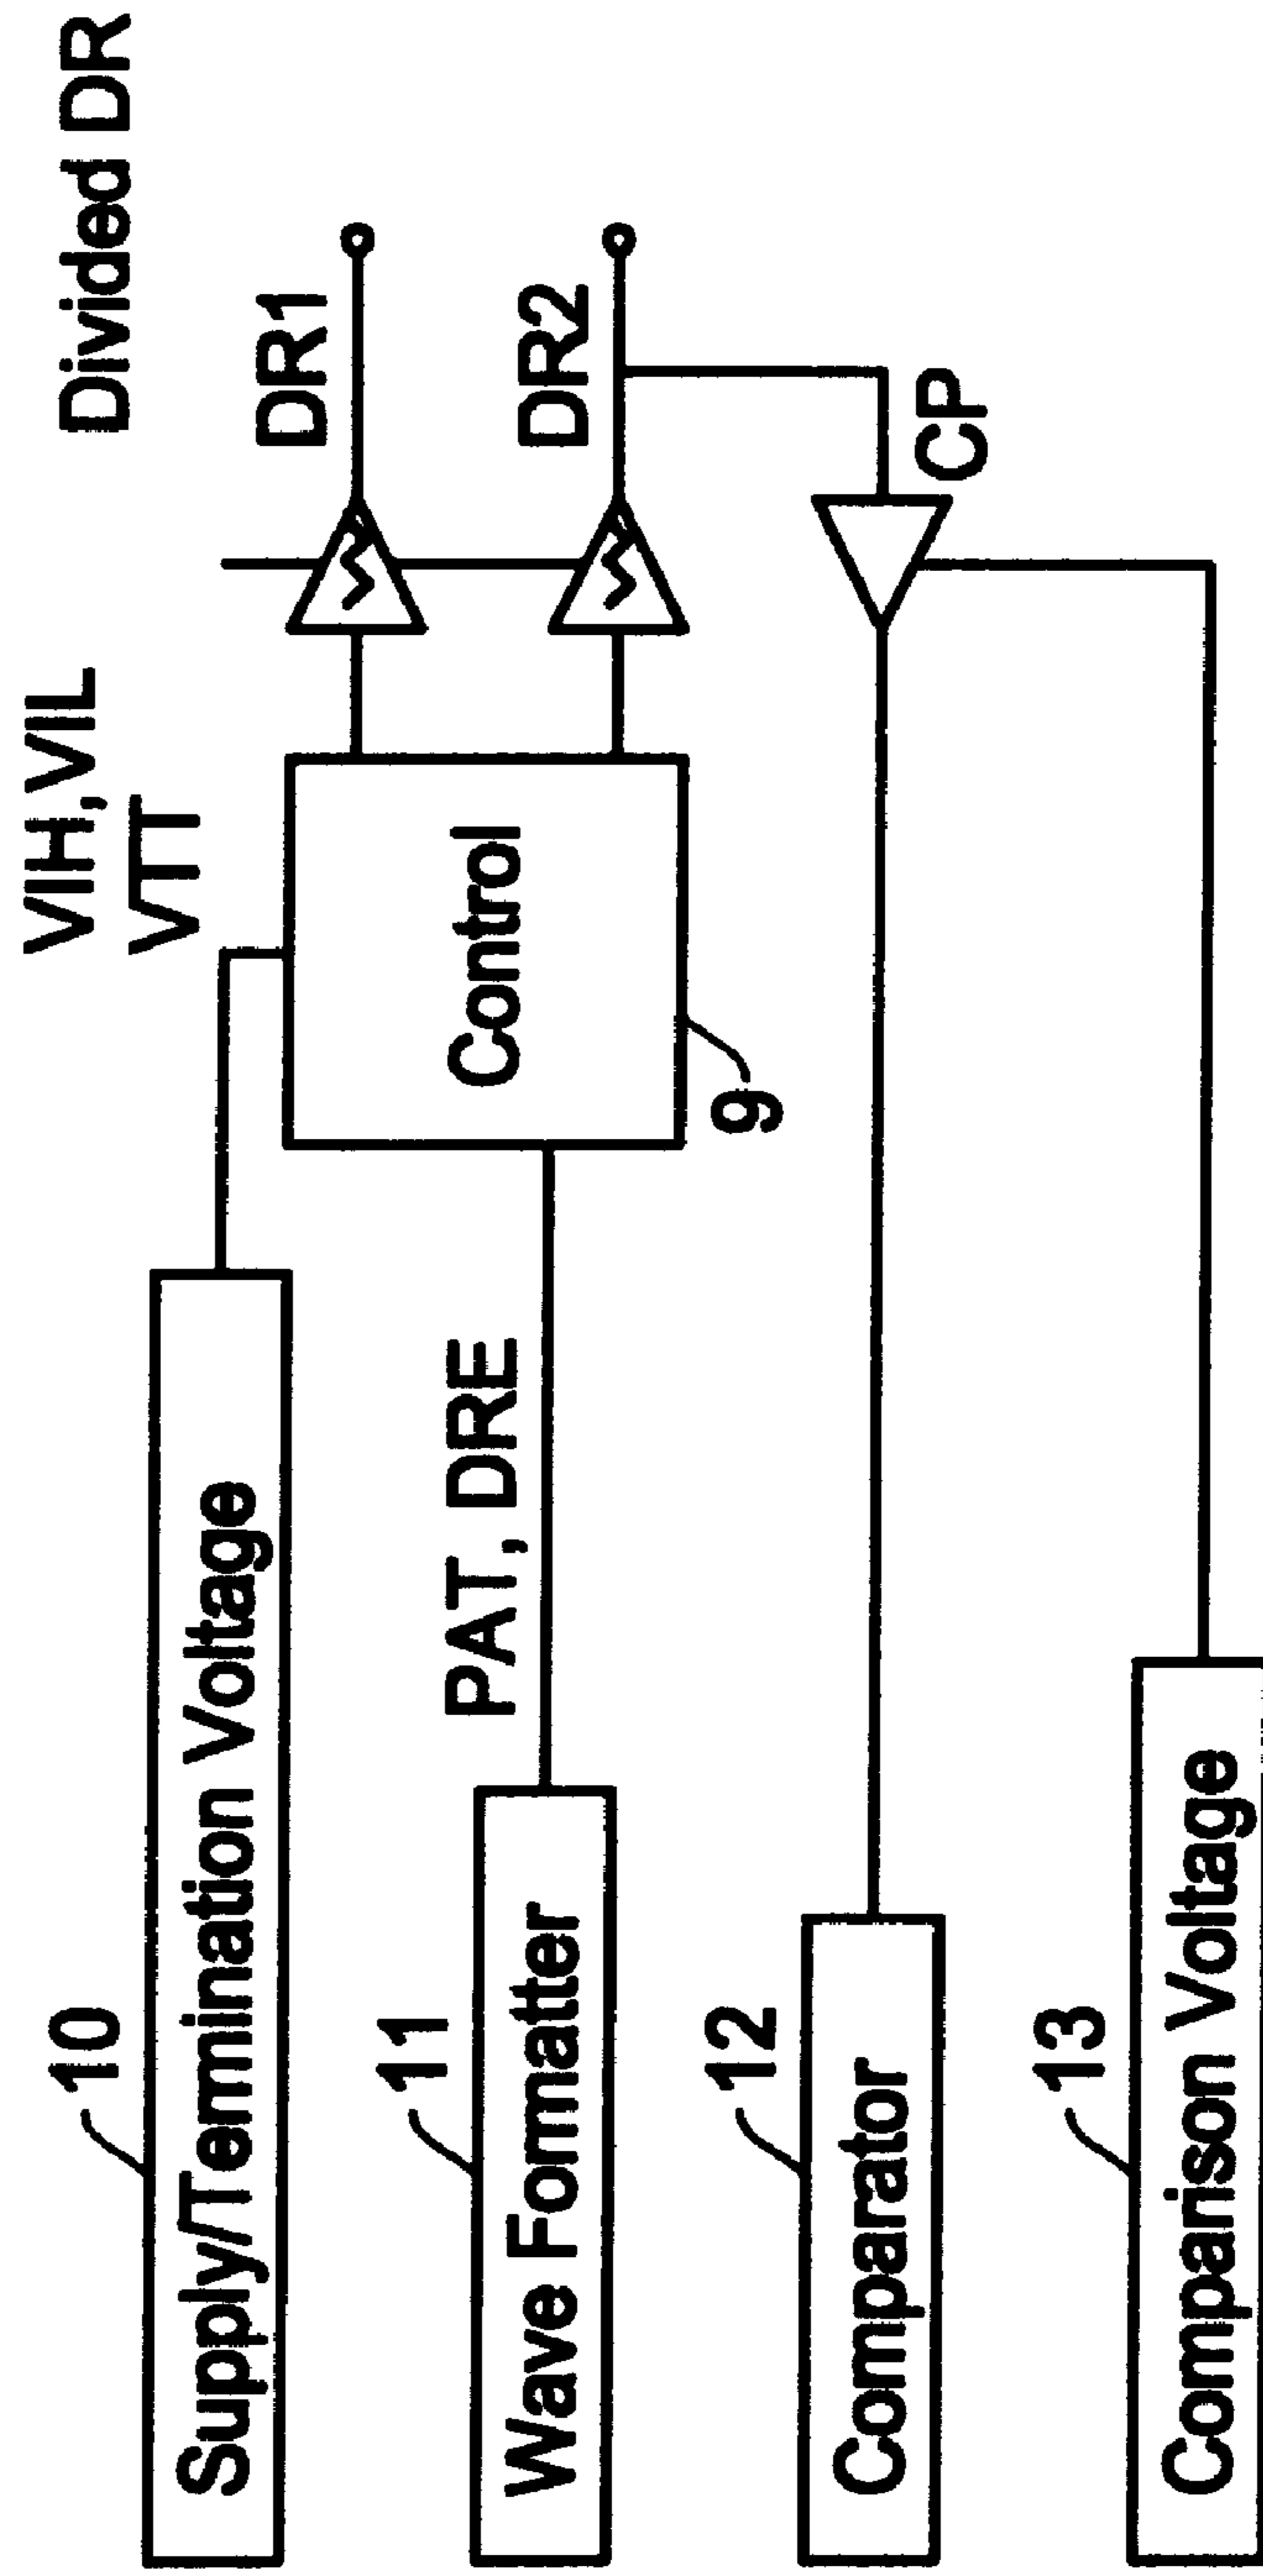 Divided DR
VIH,VIL
VTT
DR1
DR2
CP
Control
9
PAT, DRE
10
Supply/Termination Voltage
11
Wave Formatter
12
Comparator
13
Comparison Voltage